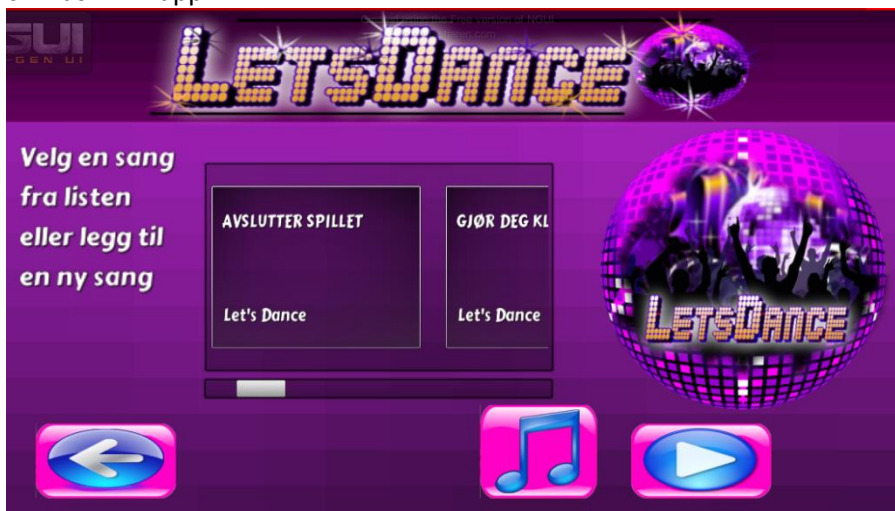 LETSDANCE
Velg en sang
fra listen
eller legg til
en ny sang
AVSLUTTER SPILLET
Let's Dance
GJØR DEG KL
Let's Dance
LETSDANCE